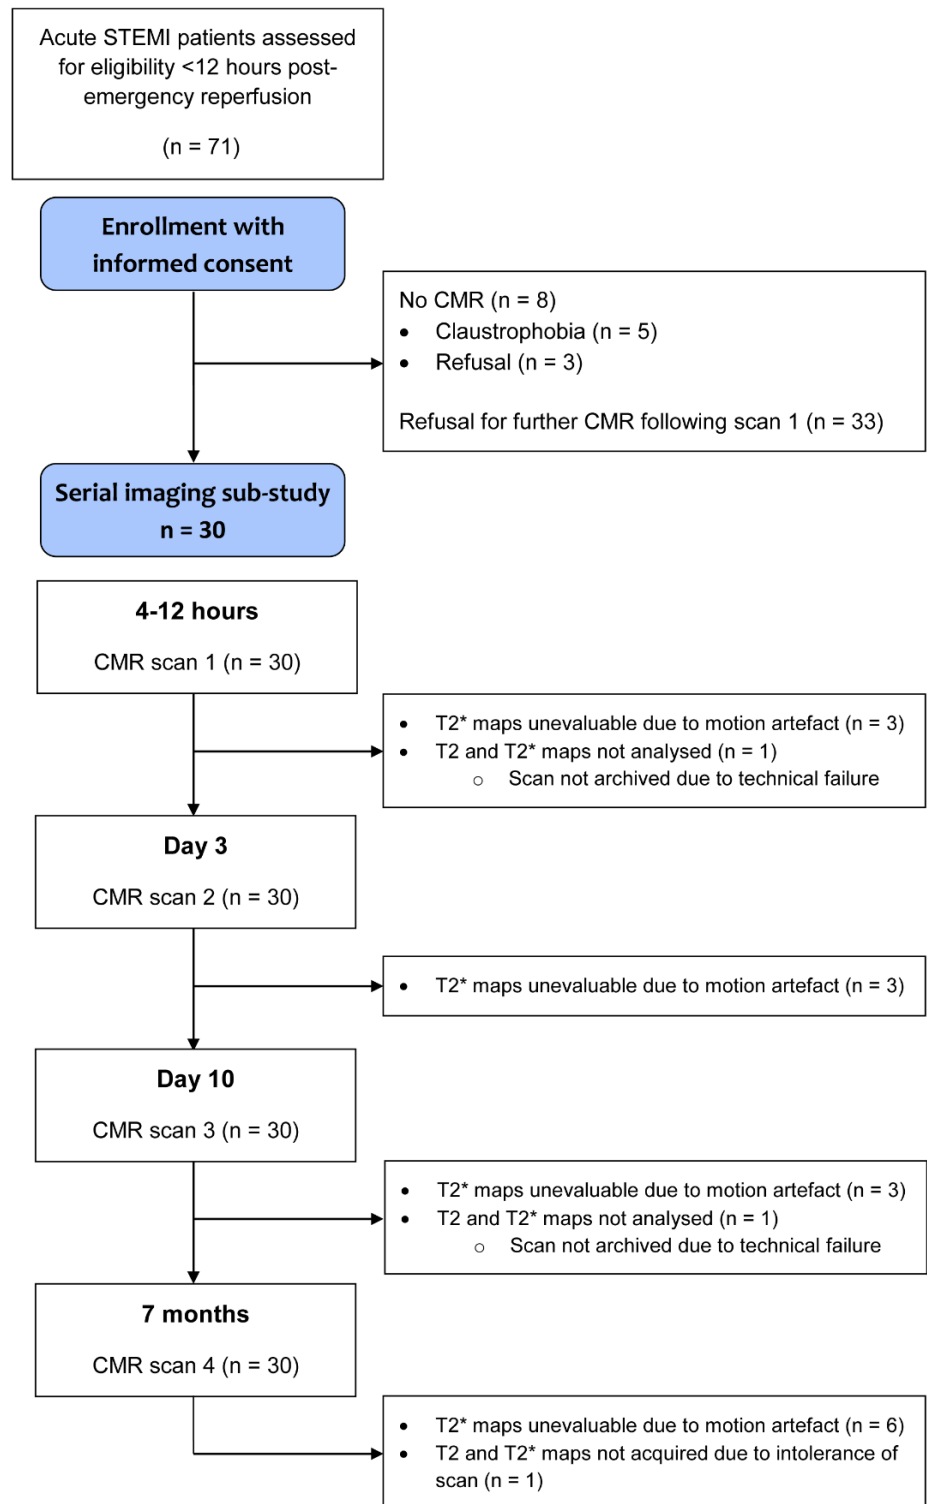 Acute STEMI patients assessed
for eligibility <12 hours post-
emergency reperfusion
(n = 71)
Enrollment with
informed consent
No CMR (n = 8)
• Claustrophobia (n = 5)
• Refusal (n = 3)
Refusal for further CMR following scan 1 (n = 33)
Serial imaging sub-study
n = 30
4-12 hours
CMR scan 1 (n = 30)
• T2* maps unevaluable due to motion artefact (n = 3)
• T2 and T2* maps not analysed (n = 1)
o Scan not archived due to technical failure
Day 3
CMR scan 2 (n = 30)
• T2* maps unevaluable due to motion artefact (n = 3)
Day 10
CMR scan 3 (n = 30)
• T2* maps unevaluable due to motion artefact (n = 3)
• T2 and T2* maps not analysed (n = 1)
o Scan not archived due to technical failure
7 months
CMR scan 4 (n = 30)
• T2* maps unevaluable due to motion artefact (n = 6)
• T2 and T2* maps not acquired due to intolerance of
scan (n = 1)